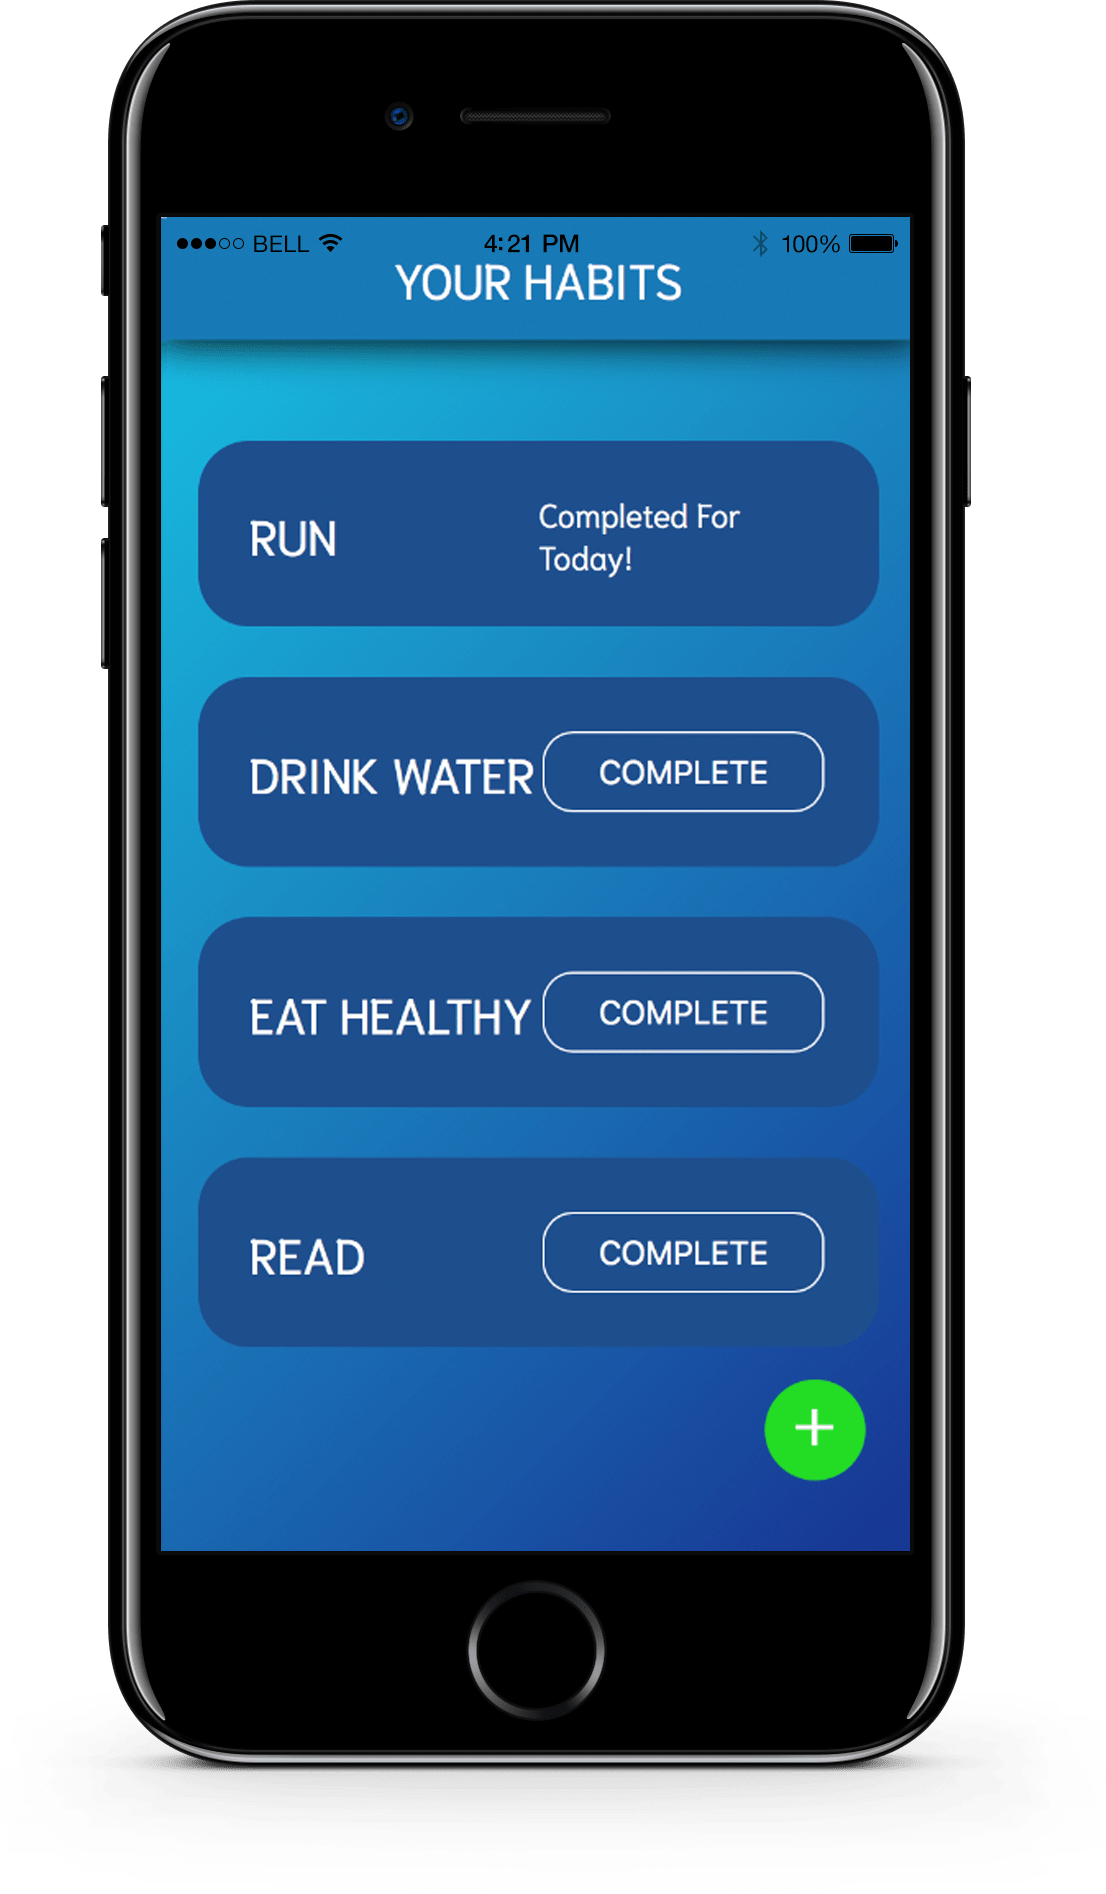 BELL 4:21 PM 100%
YOUR HABITS
RUN
Completed For
Today!
DRINK WATER COMPLETE
EAT HEALTHY COMPLETE
READ COMPLETE
+